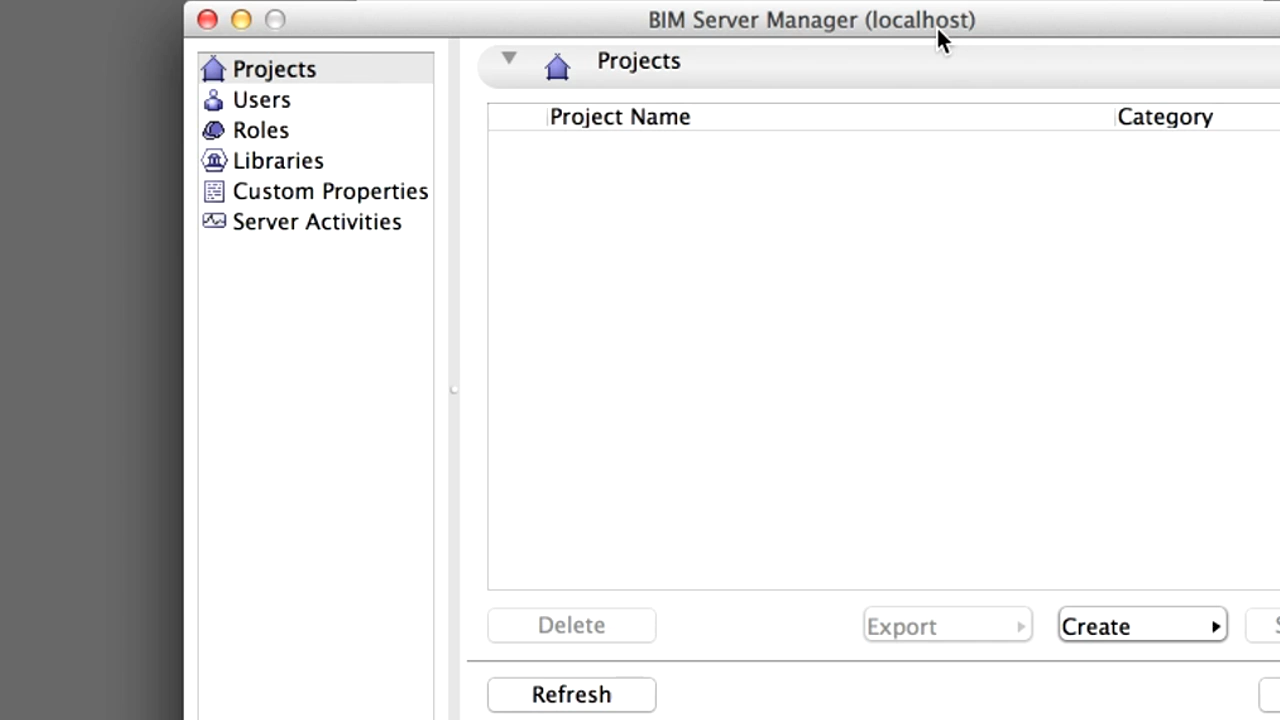 BIM Server Manager (localhost)
Projects
Users
Roles
Libraries
Custom Properties
Server Activities
Projects
Project Name
Category
Delete
Export
Create
Refresh